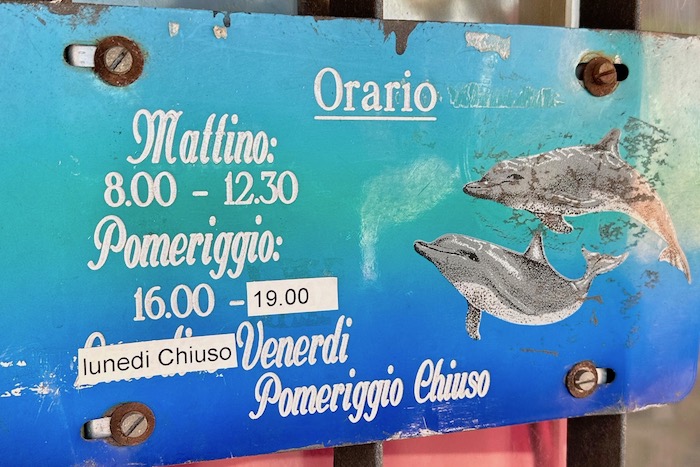 Orario
Mattino:
8.00 - 12.30
Pomeriggio:
16.00 - 19.00
lunedi Chiuso Venerdi
Pomeriggio Chiuso